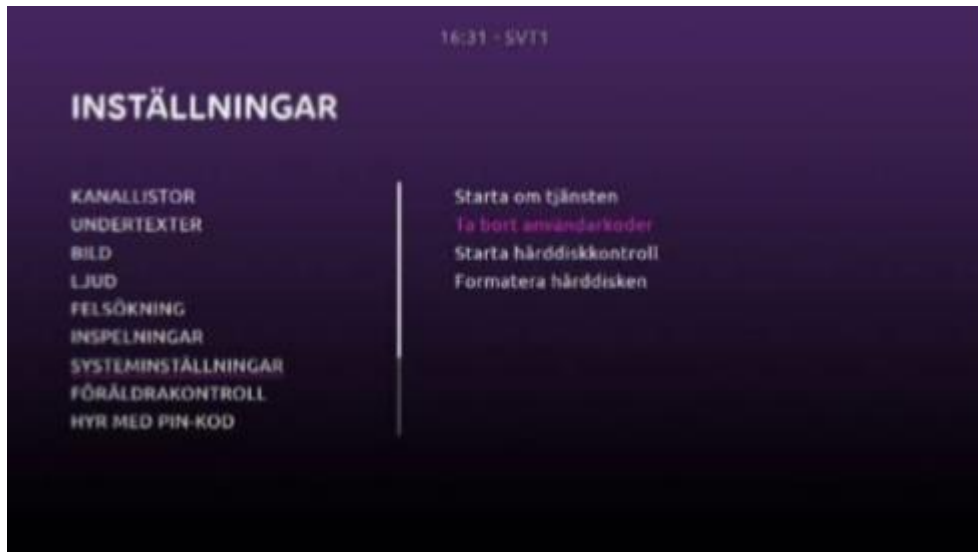 16:31 - SVT1
INSTÄLLNINGAR
KANALLISTOR
UNDERTEXTER
BILD
LJUD
FELSÖKNING
INSPELNINGAR
SYSTEMINSTÄLLNINGAR
FÖRÄLDRAKONTROLL
HYR MED PIN-KOD
Starta om tjänsten
Ta bort användarkoder
Starta hårddiskkontroll
Formatera hårddisken